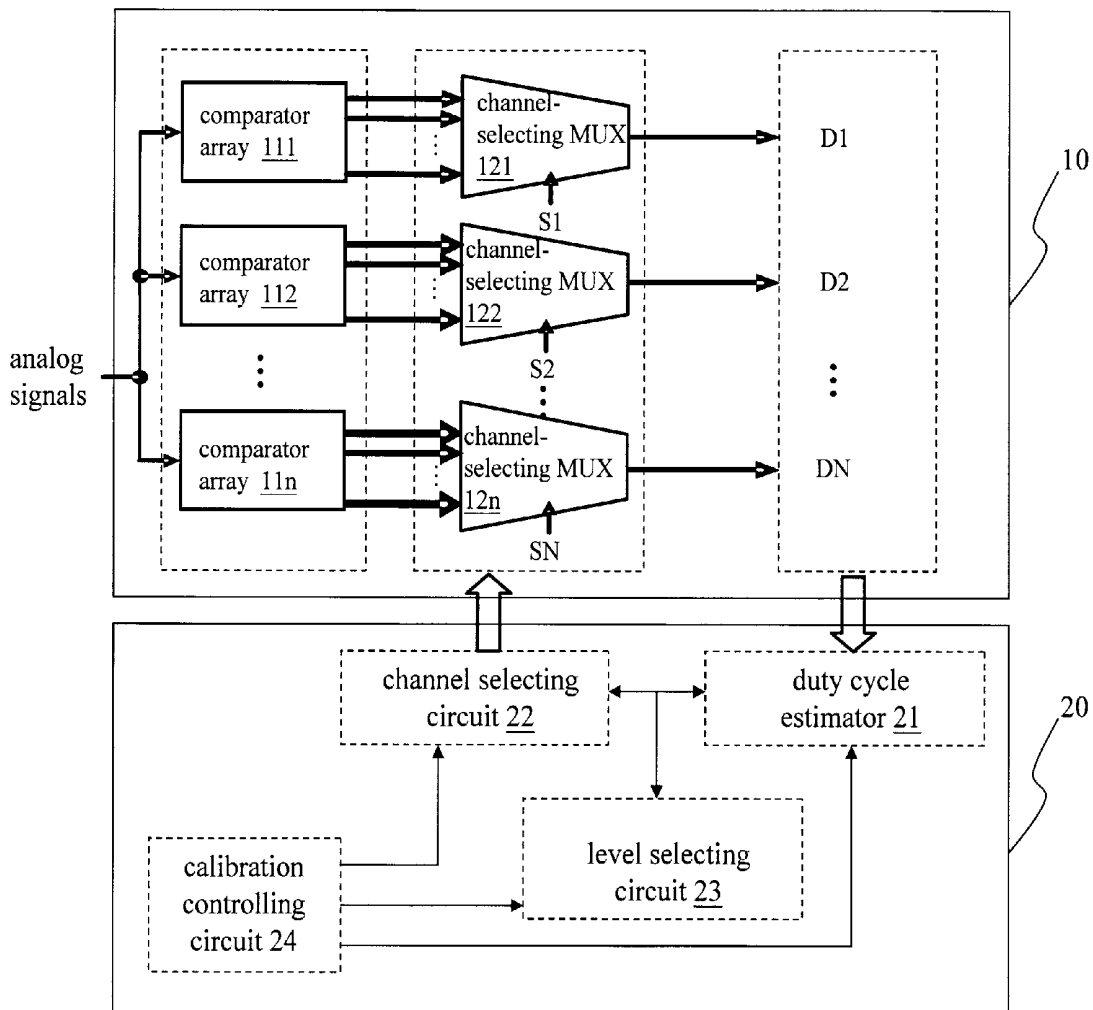 comparator
array 111
channel-
selecting MUX
121
S1
D1
10
comparator
array 112
channel-
selecting MUX
122
S2
D2
analog
signals
comparator
array 11n
channel-
selecting MUX
12n
SN
DN
channel selecting
circuit 22
duty cycle
estimator 21
20
level selecting
circuit 23
calibration
controlling
circuit 24